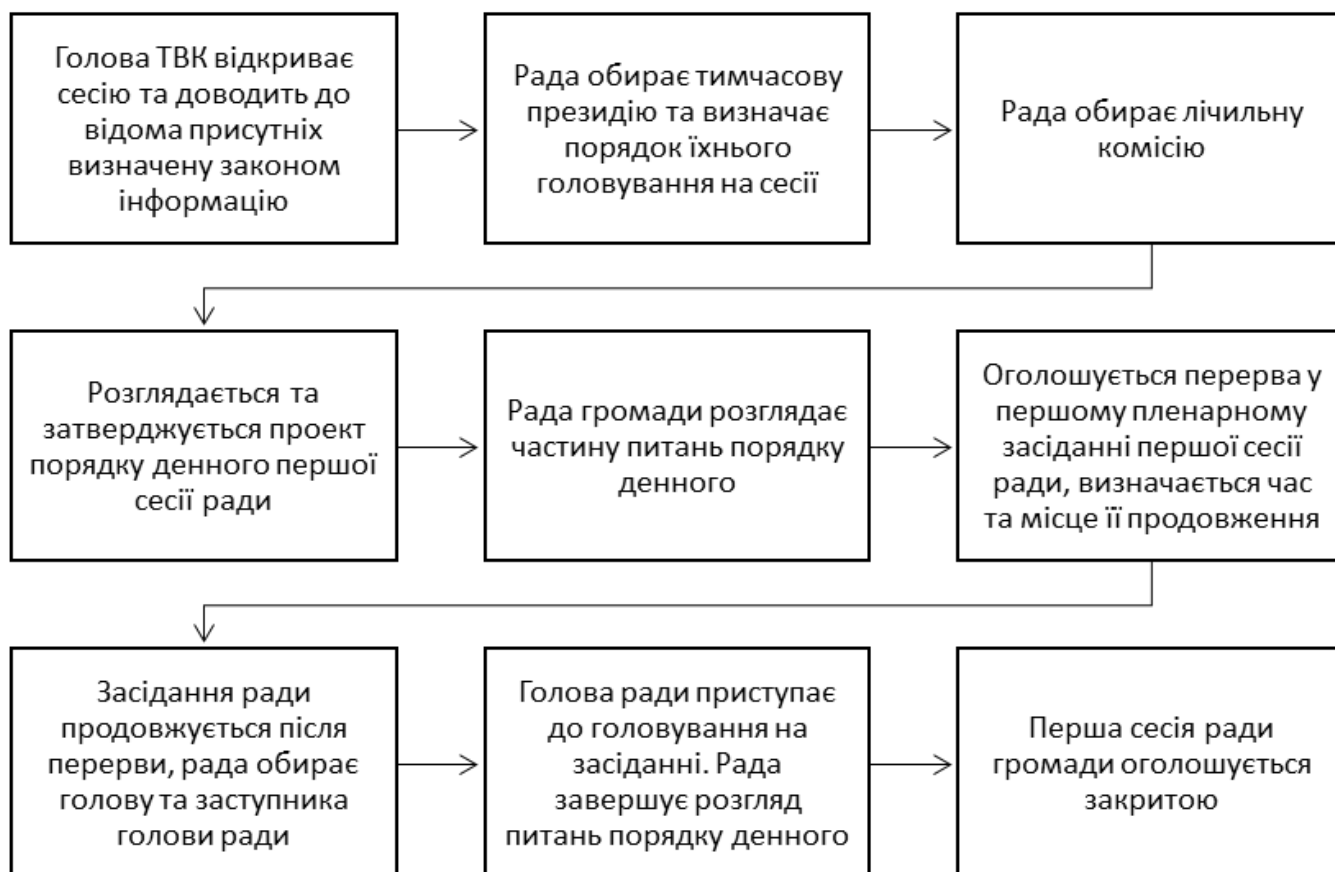 Голова ТВК відкриває
сесію та доводить до
відома присутніх
визначену законом
інформацію
Рада обирає тимчасову
президію та визначає
порядок їхнього
головування на сесії
Рада обирає лічильну
комісію
Розглядається та
затверджується проект
порядку денного першої
сесії ради
Рада громади розглядає
частину питань порядку
денного
Оголошується перерва у
першому пленарному
засіданні першої сесії
ради, визначається час
та місце її продовження
Засідання ради
продовжується після
перерви, рада обирає
голову та заступника
голови ради
Голова ради приступає
до головування на
засіданні. Рада
завершує розгляд
питань порядку денного
Перша сесія ради
громади оголошується
закритою